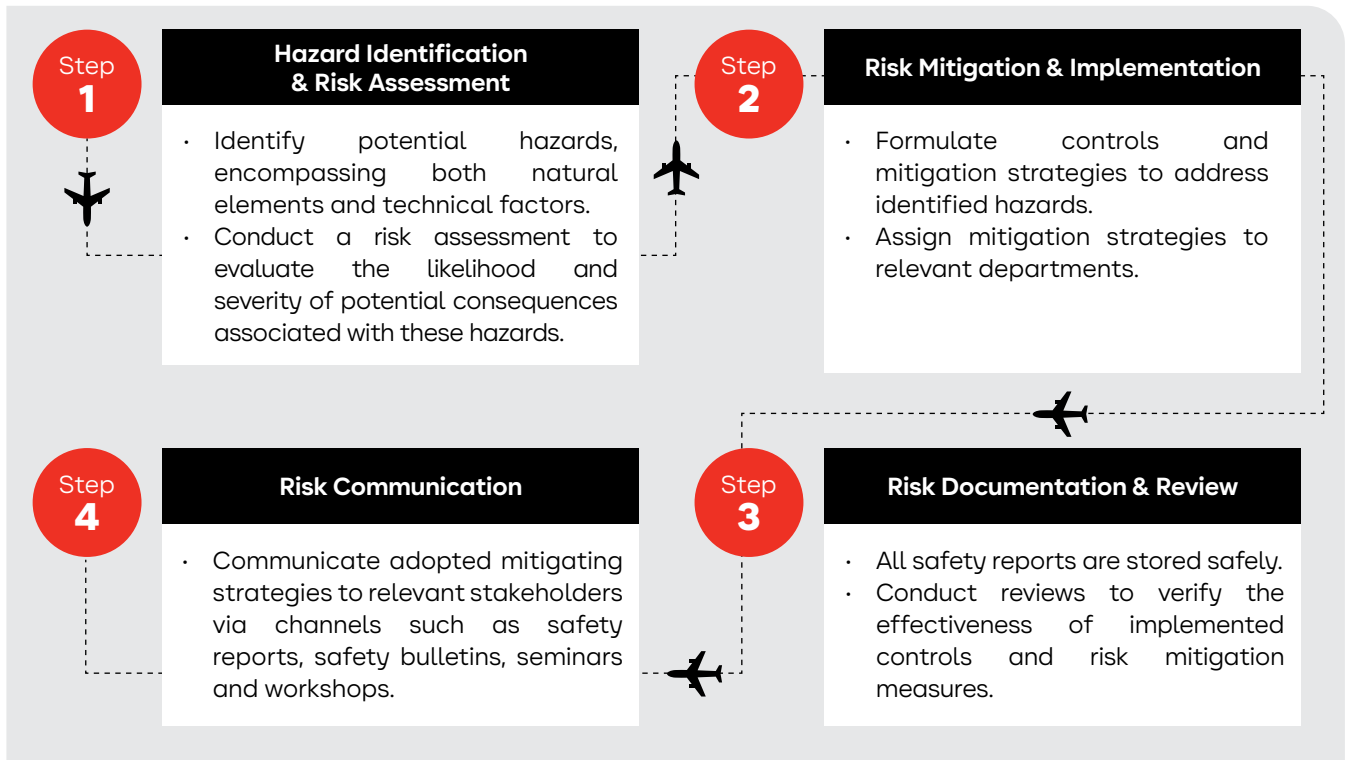 Step
1
Hazard Identification
& Risk Assessment
· Identify potential hazards,
encompassing both natural
elements and technical factors.
· Conduct a risk assessment to
evaluate the likelihood and
severity of potential consequences
associated with these hazards.
Step
2
Risk Mitigation & Implementation
· Formulate controls and
mitigation strategies to address
identified hazards.
· Assign mitigation strategies to
relevant departments.
Step
3
Risk Documentation & Review
· All safety reports are stored safely.
· Conduct reviews to verify the
effectiveness of implemented
controls and risk mitigation
measures.
Step
4
Risk Communication
· Communicate adopted mitigating
strategies to relevant stakeholders
via channels such as safety
reports, safety bulletins, seminars
and workshops.